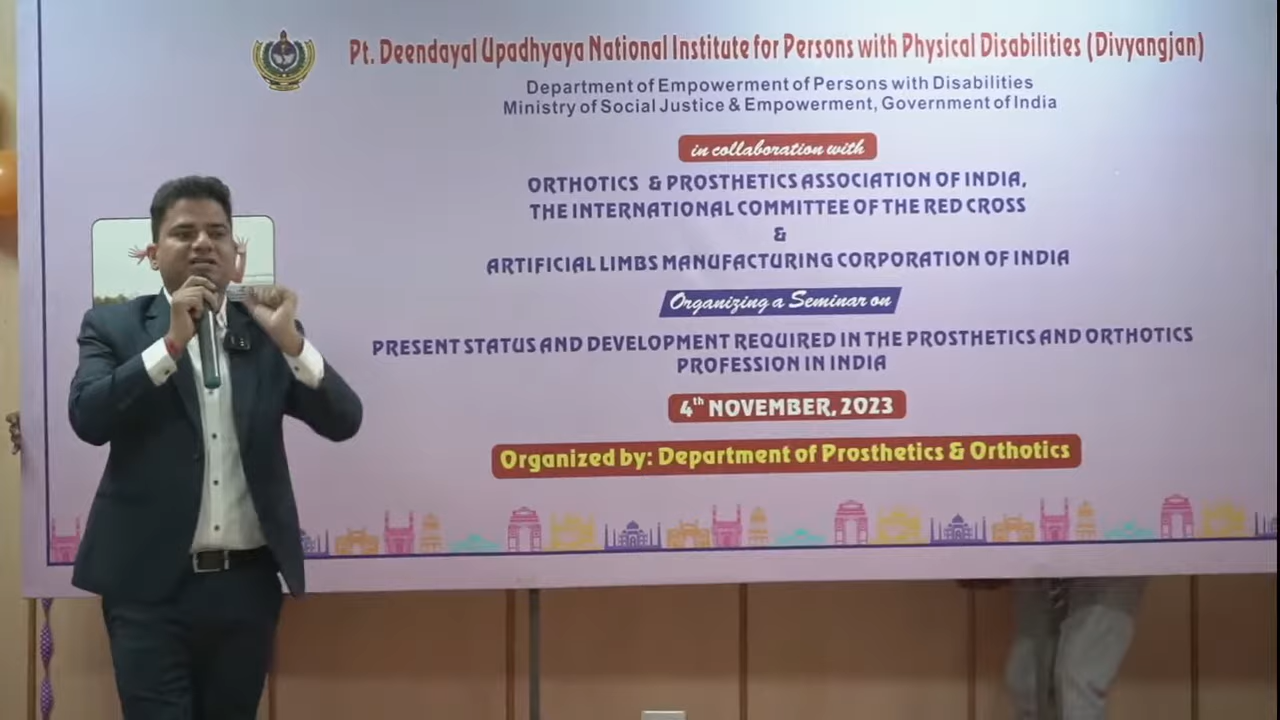 Pt. Deendayal Upadhyaya National Institute for Persons with Physical Disabilities (Divyangjan)
Department of Empowerment of Persons with Disabilities
Ministry of Social Justice & Empowerment, Government of India
in collaboration with
ORTHOTICS & PROSTHETICS ASSOCIATION OF INDIA,
THE INTERNATIONAL COMMITTEE OF THE RED CROSS
&
ARTIFICIAL LIMBS MANUFACTURING CORPORATION OF INDIA
Organizing a Seminar on
PRESENT STATUS AND DEVELOPMENT REQUIRED IN THE PROSTHETICS AND ORTHOTICS
PROFESSION IN INDIA
4th NOVEMBER, 2023
Organized by: Department of Prosthetics & Orthotics